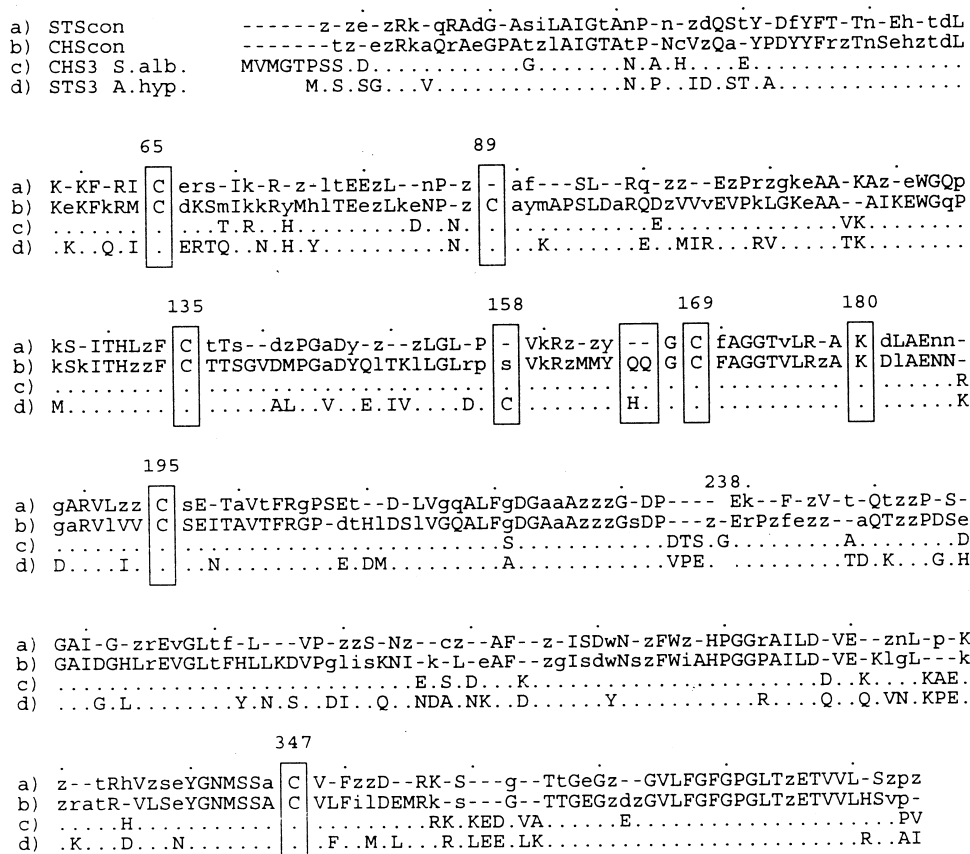 a) STScon ------z-ze-zRk-qRAdG-AsiLAIGtAnP-n-zdQStY-DfYFT-Tn-Eh-tdL
b) CHScon -------tz-ezRkaQrAeGPAtzlAIGTAtP-NcVzQa-YPDYYFrzTnSehztdL
c) CHS3 S.alb. MVMGTPSS.D............G.......N.A.H....E................
d) STS3 A.hyp. M.S.SG...V.............N.P..ID.ST.A...............
65 89
a) K-KF-RI C ers-Ik-R-z-ltEEzL--nP-z - af---SL--Rq-zz--EzPrzgkeAA-KAz-eWGQp
b) KeKFkRM C dKSmIkkRyMhlTEezLkeNP-z C aymAPSLDaRQDzVVvEVPkLGKeAA--AIKEWGqP
c) ....... . ...T.R..H.........D..N. . ............E............VK........
d) .K..Q.I . ERTQ..N.H.Y.........N. . ...K.......E..MIR...RV.....TK........
135 158 169 180
a) kS-ITHLzF C tTs--dzPGaDy-z--zLGL-P - VkRz-zy -- G C fAGGTvLR-A K dLAEnn-
b) kSkITHzzF C TTSGVDMPGaDYQlTKlLGLrp s VkRzMMY QQ G C FAGGTVLRzA K DlAENN-
c) ......... . ...................... . ....... .. . . .......... . ......R
d) M........ . .....AL..V..E.IV....D. C ....... H. . . .......... . ......K
195 238.
a) gARVLzz C sE-TaVtFRgPSEt--D-LVgqALFgDGaaAzzzG-DP---- Ek--F-zV-t-QtzzP-S-
b) gaRVlVV C SEITAVTFRGP-dtHlDSlVGQALFgDGAaAzzzGsDP---z-ErPzfezz--aQTzzPDSe
c) ....... . ......................S..........DTS.G........A.......D
d) D....I. . ..N........E.DM........A..........VPE.........TD.K...G.H
a) GAI-G-zrEvGLtf-L---VP-zzS-Nz--cz--AF--z-ISDwN-zFWz-HPGGrAILD-VE--znL-p-K
b) GAIDGHLrEVGLtFHLLKDVPglisKNI-k-L-eAF--zgIsdwNszFWiAHPGGPAILD-VE-KlgL---k
c) ............................E.S.D...K....................D..K....KAE.
d) ...G.L........Y.N.S..DI..Q..NDA.NK..D......Y..........R....Q..Q.VN.KPE.
347
a) z--tRhVzseYGNMSSa C V-FzzD--RK-S---g--TtGeGz--GVLFGFGPGLTzETVVL-Szpz
b) zratR-VLSeYGNMSSA C VLFilDEMRk-s---G--TTGEGzdzGVLFGFGPGLTzETVVLHSvp-
c) .....H........... . .........RK.KED.VA......E....................PV
d) .K...D...N....... . .F..M.L...R.LEE.LK........................R..AI